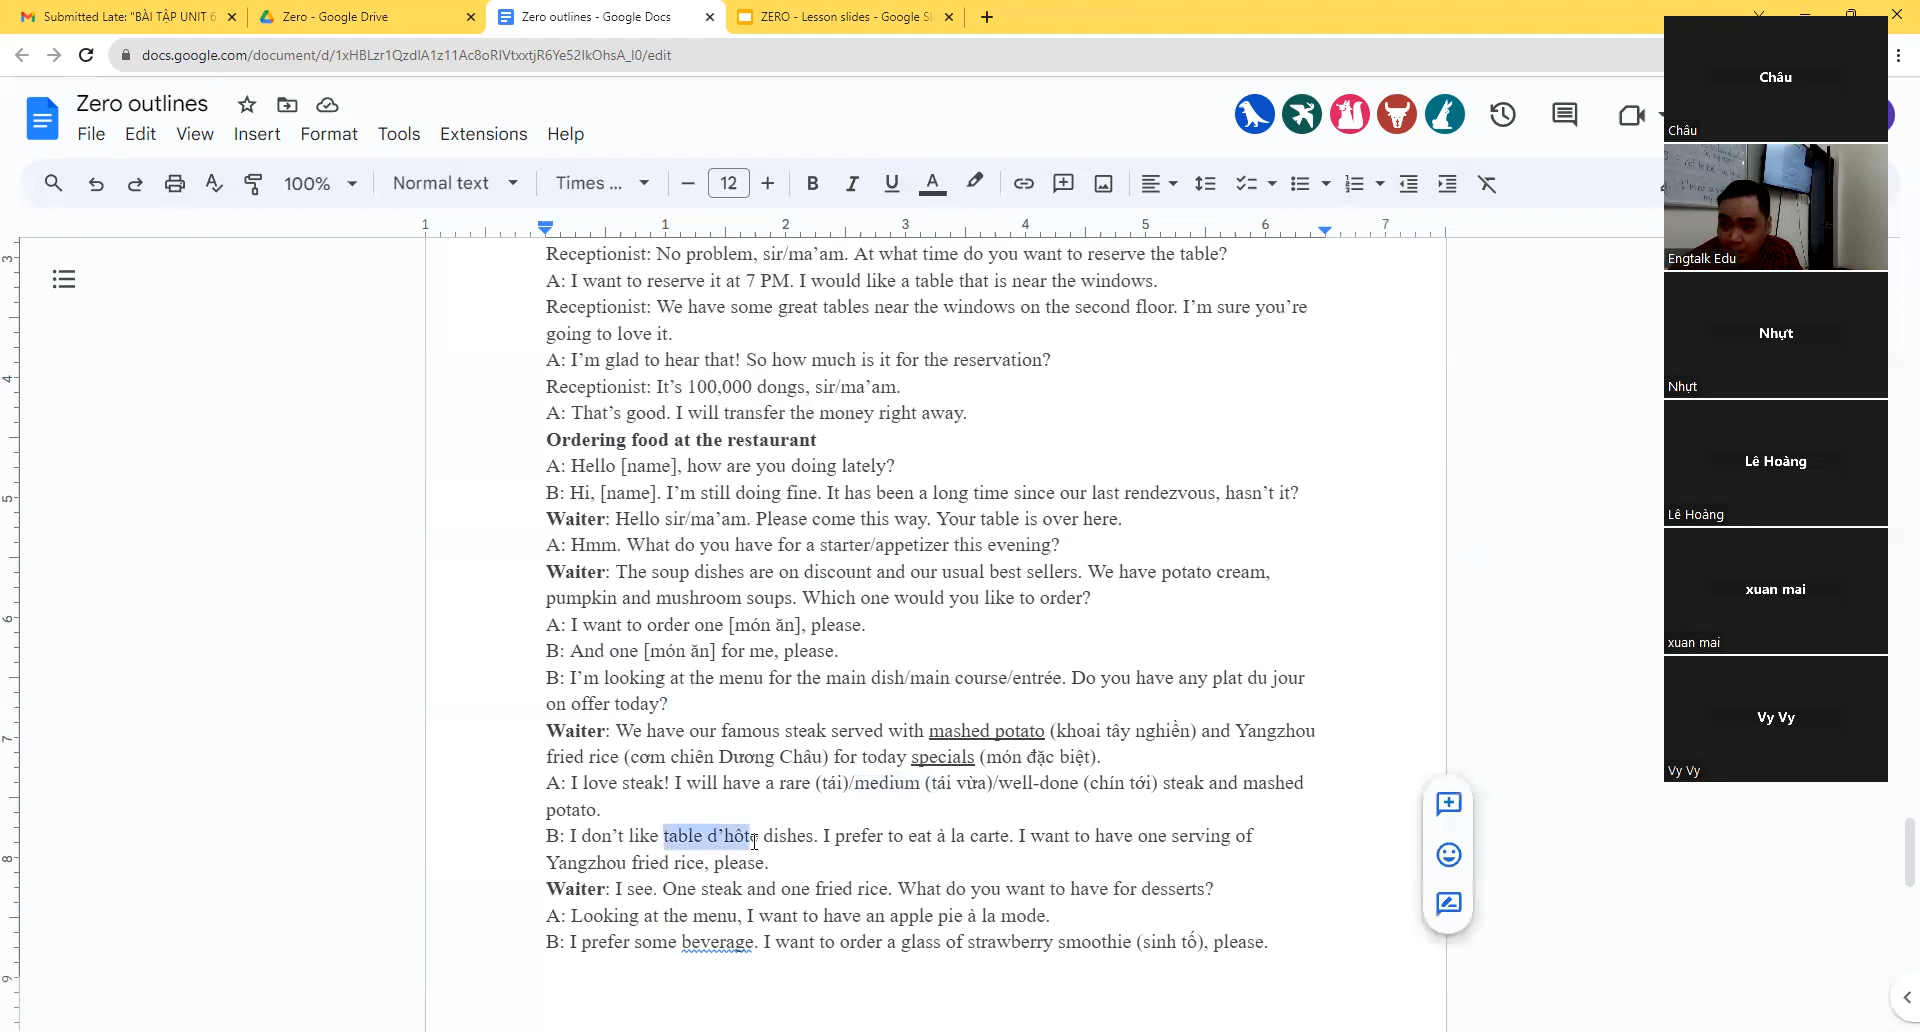 Submitted Late: "BÀI TẬP UNIT 6
Zero - Google Drive
Zero outlines - Google Docs
ZERO - Lesson slides - Google Sl
docs.google.com/document/d/1xHBLzr1QzdIA1z11Ac8oRIVtxxtjR6Ye52IkOhsA_I0/edit
Zero outlines
File Edit View Insert Format Tools Extensions Help
100% Normal text Times ... 12 B I U A
1 1 2 3 4 5 6 7
Receptionist: No problem, sir/ma’am. At what time do you want to reserve the table?
A: I want to reserve it at 7 PM. I would like a table that is near the windows.
Receptionist: We have some great tables near the windows on the second floor. I’m sure you’re
going to love it.
A: I’m glad to hear that! So how much is it for the reservation?
Receptionist: It’s 100,000 dongs, sir/ma’am.
A: That’s good. I will transfer the money right away.
Ordering food at the restaurant
A: Hello [name], how are you doing lately?
B: Hi, [name]. I’m still doing fine. It has been a long time since our last rendezvous, hasn’t it?
Waiter: Hello sir/ma’am. Please come this way. Your table is over here.
A: Hmm. What do you have for a starter/appetizer this evening?
Waiter: The soup dishes are on discount and our usual best sellers. We have potato cream,
pumpkin and mushroom soups. Which one would you like to order?
A: I want to order one [món ăn], please.
B: And one [món ăn] for me, please.
B: I’m looking at the menu for the main dish/main course/entrée. Do you have any plat du jour
on offer today?
Waiter: We have our famous steak served with mashed potato (khoai tây nghiền) and Yangzhou
fried rice (cơm chiên Dương Châu) for today specials (món đặc biệt).
A: I love steak! I will have a rare (tái)/medium (tái vừa)/well-done (chín tới) steak and mashed
potato.
B: I don’t like table d’hôte dishes. I prefer to eat à la carte. I want to have one serving of
Yangzhou fried rice, please.
Waiter: I see. One steak and one fried rice. What do you want to have for desserts?
A: Looking at the menu, I want to have an apple pie à la mode.
B: I prefer some beverage. I want to order a glass of strawberry smoothie (sinh tố), please.
3
4
5
6
7
8
9
Châu
Châu
Engtalk Edu
Nhựt
Nhựt
Lê Hoàng
Lê Hoàng
xuan mai
xuan mai
Vy Vy
Vy Vy